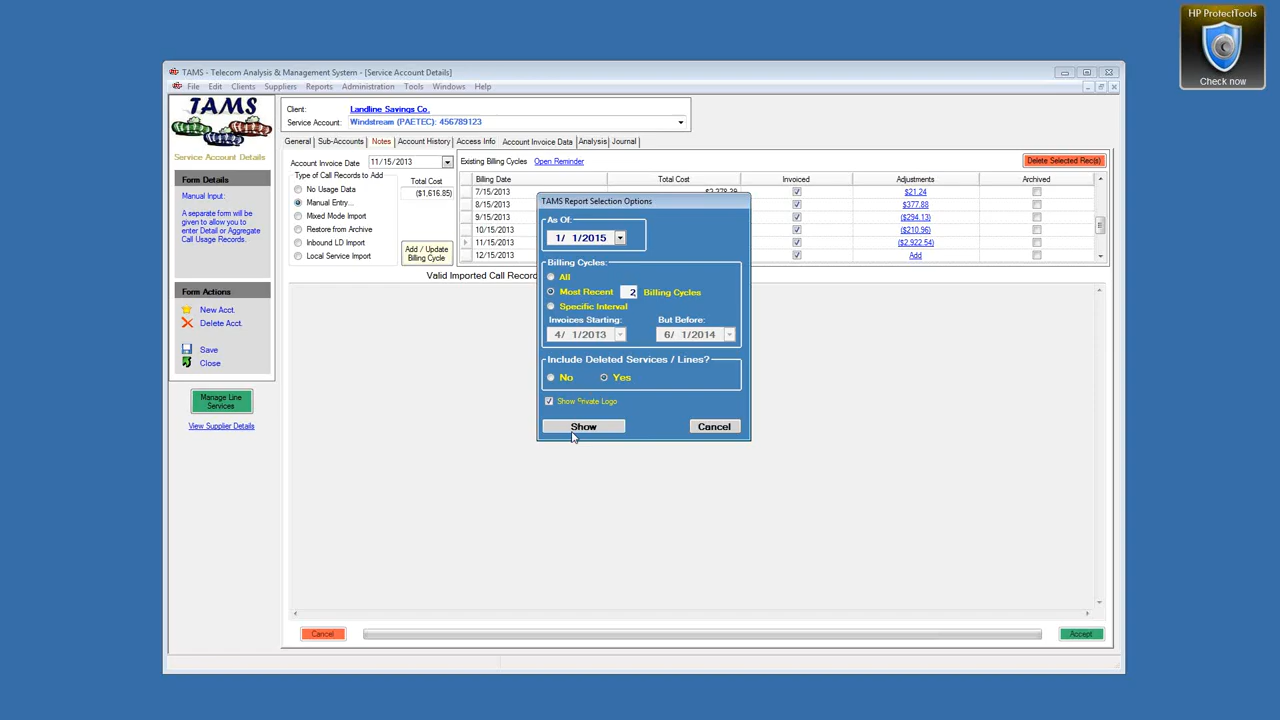 HP ProtectTools
Check now
TAMS - Telecom Analysis & Management System - [Service Account Details]
File Edit Clients Suppliers Reports Administration Tools Windows Help
TAMS
Service Account Details
Client: Landline Savings Co.
Service Account: Windstream (PAETEC): 456789123
General Sub-Accounts Notes Account History Access Info Account Invoice Data Analysis Journal
Form Details
Manual Input:
A separate form will be
given to allow you to
enter Detail or Aggregate
Call Usage Records.
Form Actions
New Acct.
Delete Acct.
Save
Close
Manage Line
Services
View Supplier Details
Account Invoice Date 11/15/2013
Type of Call Records to Add
No Usage Data
Manual Entry...
Mixed Mode Import
Restore from Archive
Inbound LD Import
Local Service Import
Total Cost
($1,616.85)
Add / Update
Billing Cycle
Existing Billing Cycles Open Reminder
Delete Selected Rec(s)
Billing Date Total Cost Invoiced Adjustments Archived
7/15/2013 $21.24
8/15/2013 $377.88
9/15/2013 ($294.13)
10/15/2013 ($210.96)
11/15/2013 ($2,922.54)
12/15/2013 Add
Valid Imported Call Record
TAMS Report Selection Options
As Of:
1/ 1/2015
Billing Cycles:
All
Most Recent 2 Billing Cycles
Specific Interval
Invoices Starting: But Before:
4/ 1/2013 6/ 1/2014
Include Deleted Services / Lines?
No Yes
Show Private Logo
Show Cancel
Cancel Accept